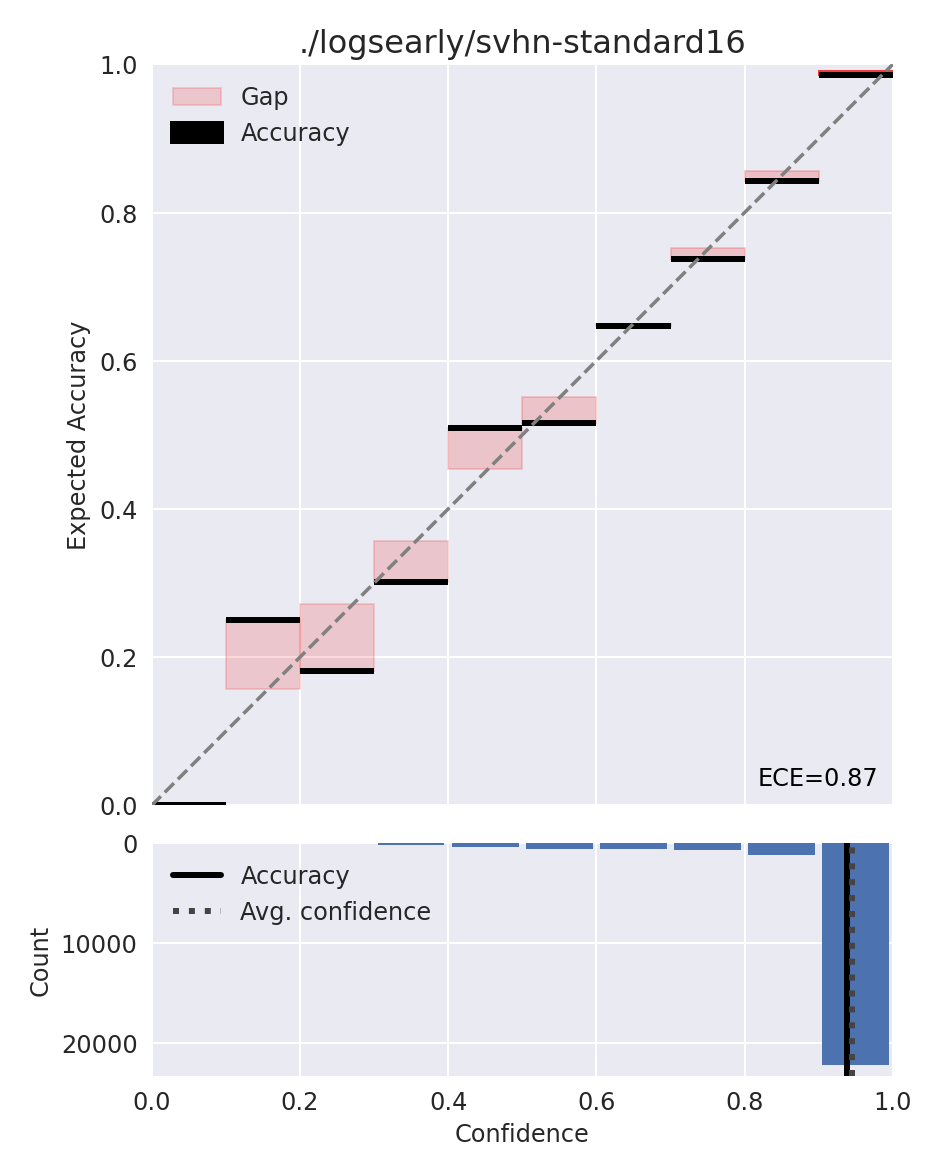 ./logsearly/svhn-standard16
1.0
Gap
Accuracy
0.8
0.6
Expected Accuracy
0.4
0.2
ECE=0.87
0.0
0
Accuracy
Avg. confidence
10000
Count
20000
0.0 0.2 0.4 0.6 0.8 1.0
Confidence